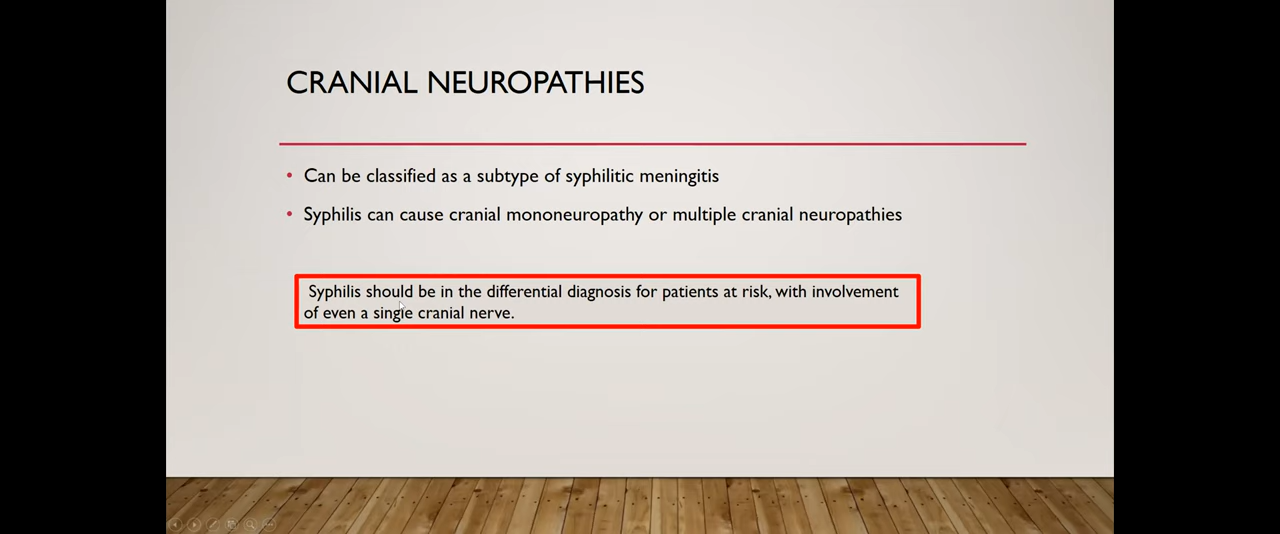 CRANIAL NEUROPATHIES
• Can be classified as a subtype of syphilitic meningitis
• Syphilis can cause cranial mononeuropathy or multiple cranial neuropathies
Syphilis should be in the differential diagnosis for patients at risk, with involvement
of even a single cranial nerve.